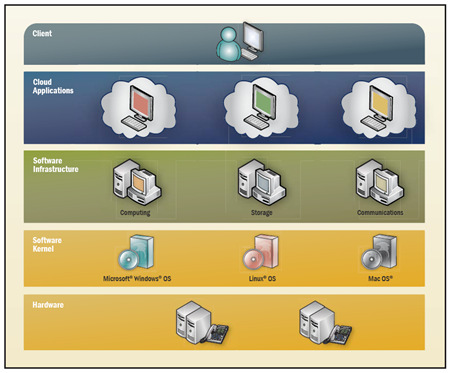 Client
Cloud
Applications
Software
Infrastructure
Computing
Storage
Communications
Software
Kernel
Microsoft® Windows® OS
Linux® OS
Mac OS®
Hardware